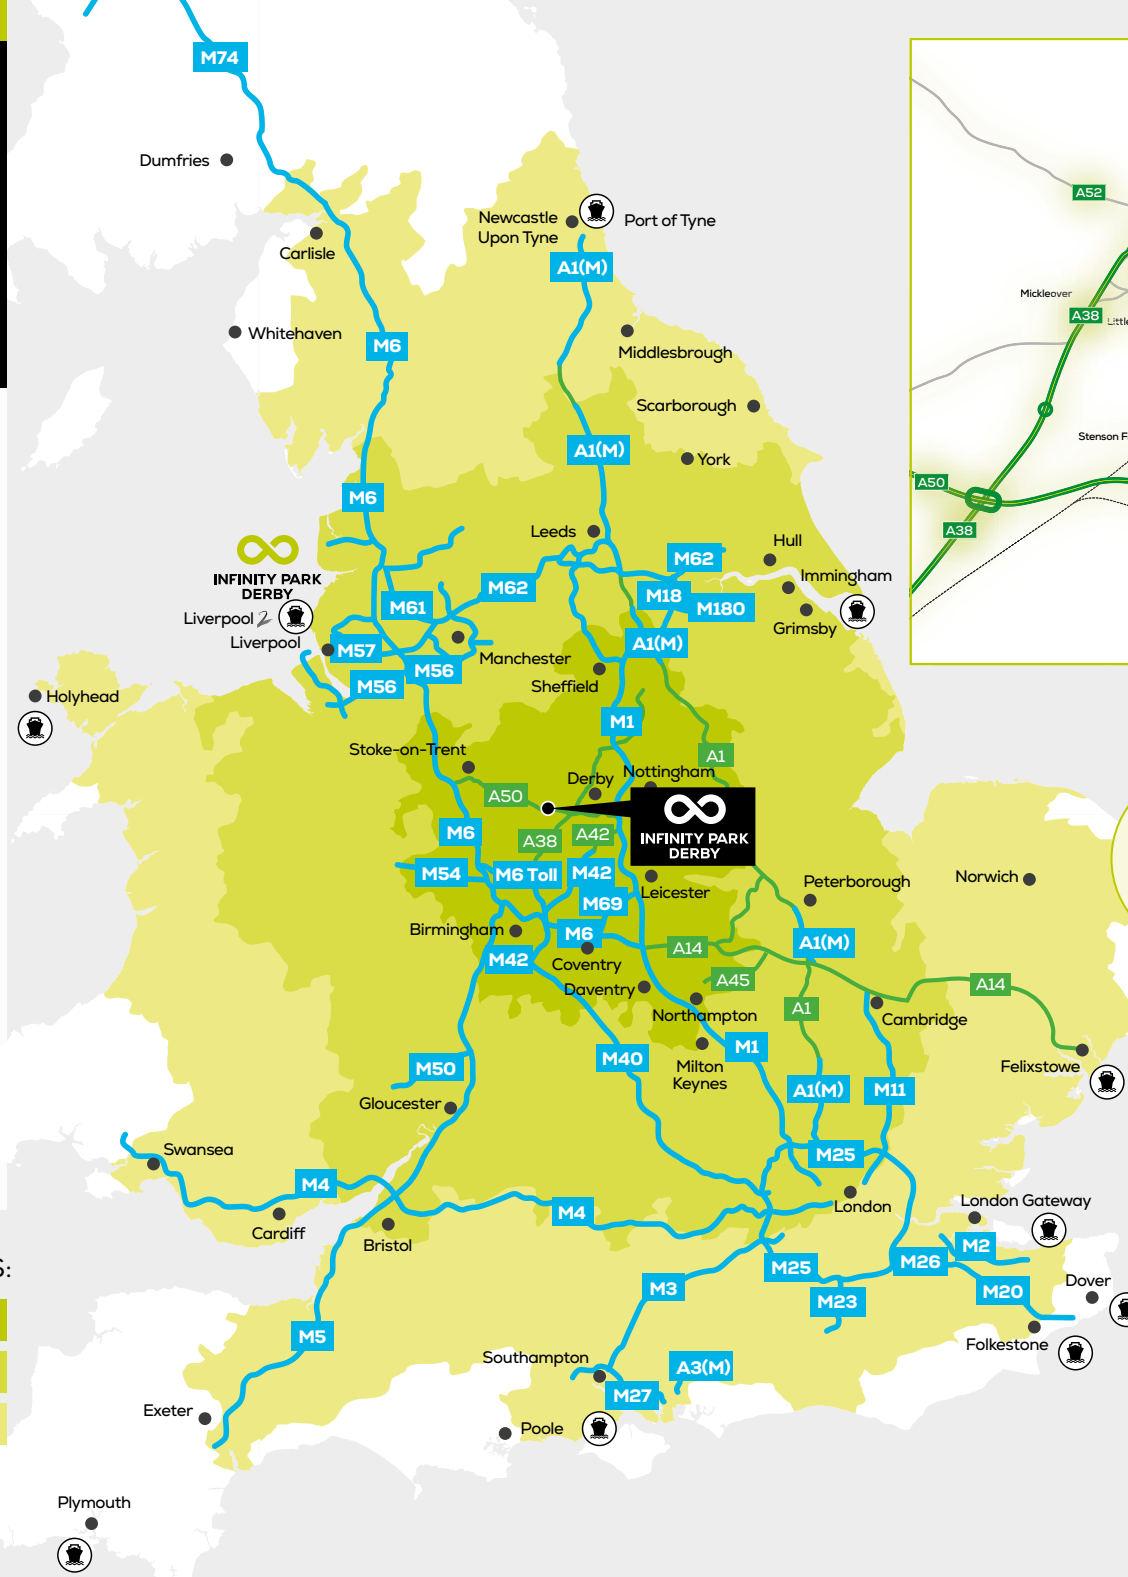 M74
Dumfries
Newcastle
Upon Tyne
Port of Tyne
Carlisle
A1(M)
Whitehaven
M6
Middlesbrough
Scarborough
A1(M)
York
M6
Leeds
Hull
M62
INFINITY PARK
DERBY
M62
Immingham
M61
M18
M180
Liverpool 2
Grimsby
Liverpool
M57
A1(M)
Manchester
M56
Sheffield
M56
Holyhead
M1
Stoke-on-Trent
A1
Derby
Nottingham
A50
INFINITY PARK
DERBY
M6
A38
A42
M54
M6 Toll
M42
Leicester
Peterborough
Norwich
M69
Birmingham
M6
A1(M)
A14
M42
Coventry
Daventry
A45
A14
Northampton
A1
Cambridge
M1
M40
Milton
Keynes
Felixstowe
M50
A1(M)
M11
Gloucester
Swansea
M25
M4
London
London Gateway
M4
Cardiff
Bristol
M2
M25
M26
Dover
M3
M20
M23
S:
M5
Folkestone
Southampton
A3(M)
M27
Exeter
Poole
Plymouth
A52
Mickleover
A38
Little
Stenson F
A50
A38